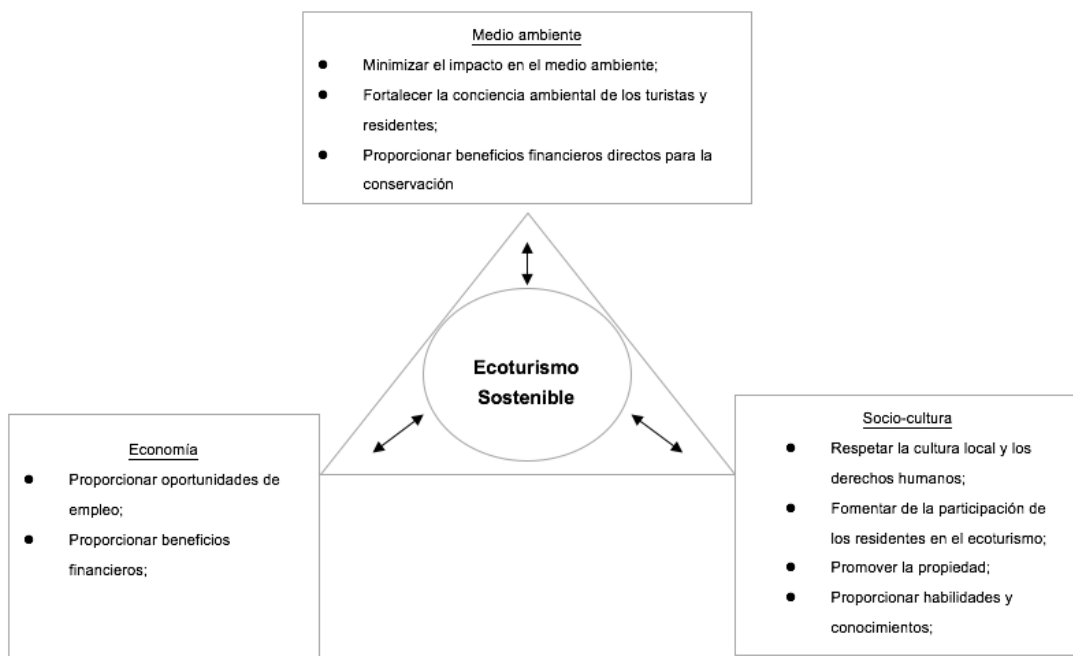 Medio ambiente
● Minimizar el impacto en el medio ambiente;
● Fortalecer la conciencia ambiental de los turistas y
residentes;
● Proporcionar beneficios financieros directos para la
conservación
Ecoturismo
Sostenible
Economía
● Proporcionar oportunidades de
empleo;
● Proporcionar beneficios
financieros;
Socio-cultura
● Respetar la cultura local y los
derechos humanos;
● Fomentar de la participación de
los residentes en el ecoturismo;
● Promover la propiedad;
● Proporcionar habilidades y
conocimientos;